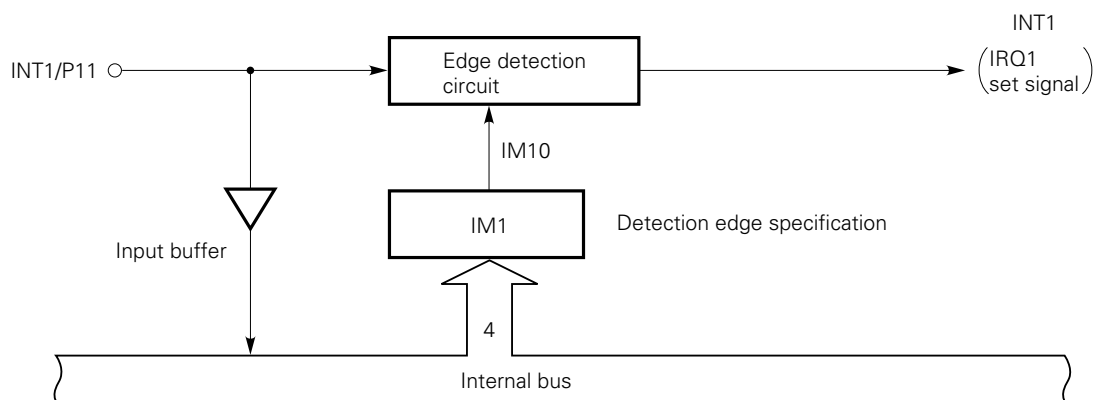 INT1
INT1/P11
Edge detection
circuit
(IRQ1
set signal)
IM10
IM1
Detection edge specification
Input buffer
4
Internal bus